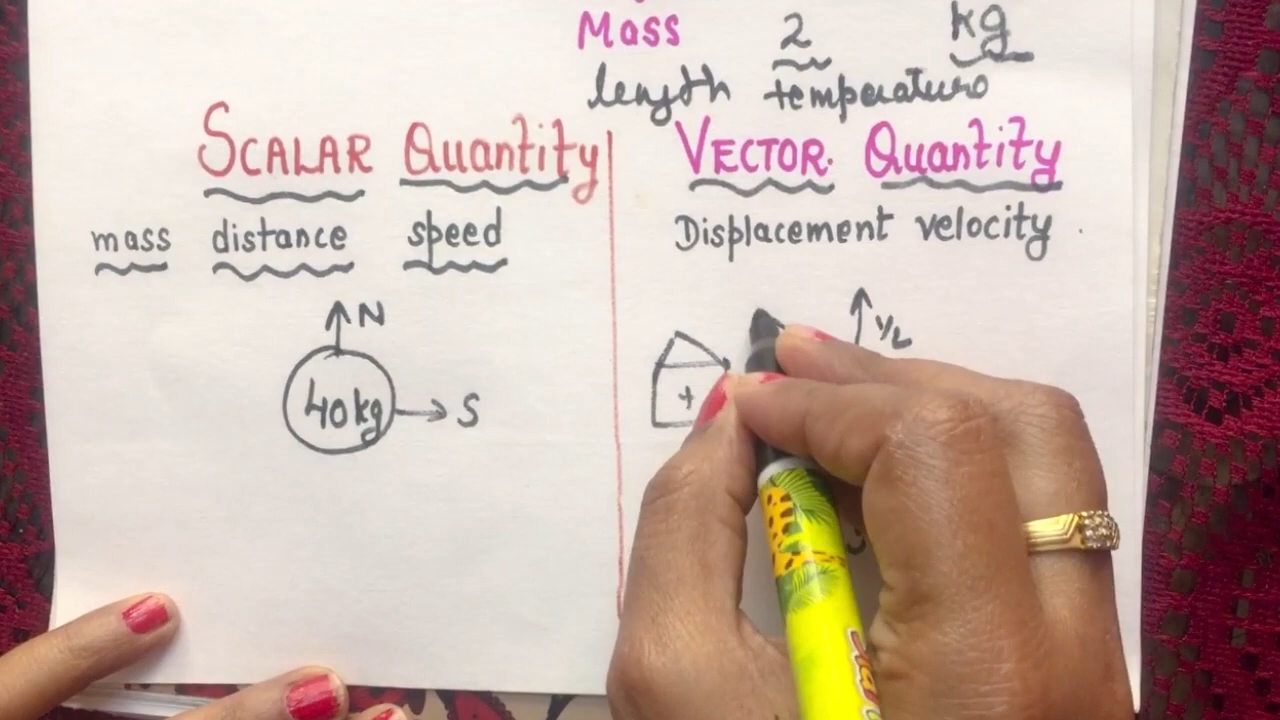 Mass 2 kg
length temperature
SCALAR Quantity
VECTOR Quantity
mass distance speed
Displacement velocity
N
40kg
S
+